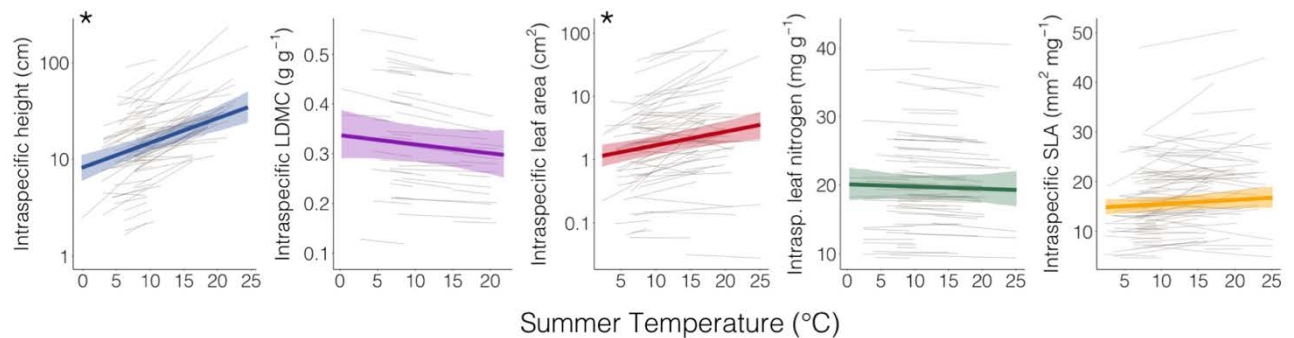 *
Intraspecific height (cm)
100
10
1
0 5 10 15 20 25
Intraspecific LDMC (g g⁻¹)
0.5
0.4
0.3
0.2
0.1
0 5 10 15 20
*
Intraspecific leaf area (cm²)
100
10
1
0.1
5 10 15 20 25
Intrasp. leaf nitrogen (mg g⁻¹)
40
30
20
10
0 5 10 15 20 25
Intraspecific SLA (mm² mg⁻¹)
50
40
30
20
10
5 10 15 20 25
Summer Temperature (°C)